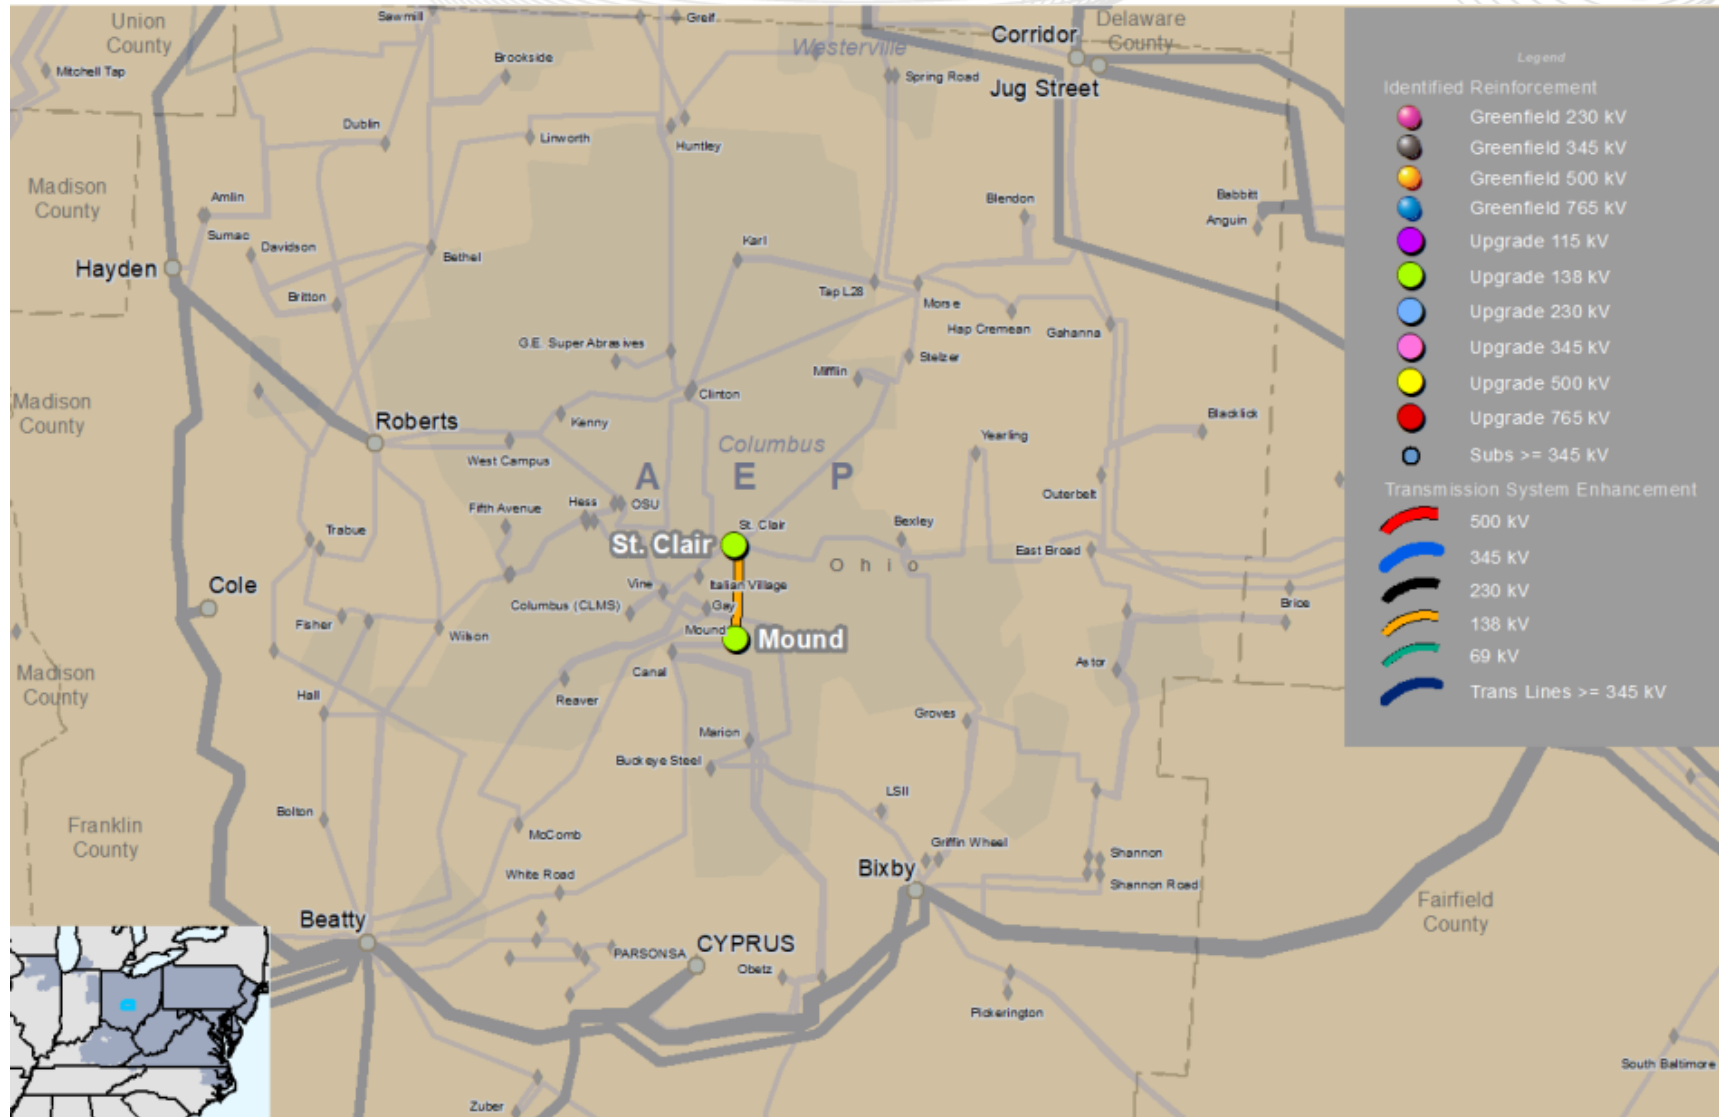 Union
County
Sawmill
Greif
Westerville
Delaware
County
Corridor
Mitchell Tap
Brookside
Spring Road
Jug Street
Dublin
Linworth
Huntley
Madison
County
Amlin
Blendon
Babbitt
Anguin
Sumac
Davidson
Bethel
Karl
Hayden
Britton
Tap L28
Morse
Hap Cremean
Gahanna
G.E. Super Abrasives
Stelzer
Mifflin
Clinton
Madison
County
Roberts
Kenny
Columbus
Yearling
Blacklick
West Campus
A E P
Outerbelt
Hess
OSU
Fifth Avenue
St. Clair
Bexley
Trabue
St. Clair
East Broad
Ohio
Cole
Vine
Italian Village
Columbus (CLMS)
Gay
Brice
Fisher
Wilson
Mound
Mound
Canal
Astor
Madison
County
Hall
Reaver
Groves
Marion
Buckeye Steel
LSII
Bolton
Franklin
County
McComb
Griffin Wheel
Shannon
White Road
Bixby
Shannon Road
Fairfield
County
Beatty
CYPRUS
PARSONSA
Obetz
Pickerington
South Baltimore
Zuber
Legend
Identified Reinforcement
Greenfield 230 kV
Greenfield 345 kV
Greenfield 500 kV
Greenfield 765 kV
Upgrade 115 kV
Upgrade 138 kV
Upgrade 230 kV
Upgrade 345 kV
Upgrade 500 kV
Upgrade 765 kV
Subs >= 345 kV
Transmission System Enhancement
500 kV
345 kV
230 kV
138 kV
69 kV
Trans Lines >= 345 kV